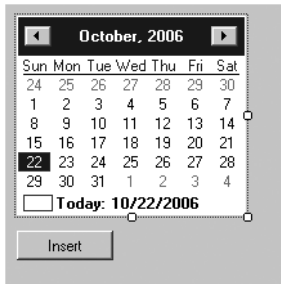 October, 2006
Sun Mon Tue Wed Thu Fri Sat
24 25 26 27 28 29 30
1 2 3 4 5 6 7
8 9 10 11 12 13 14
15 16 17 18 19 20 21
22 23 24 25 26 27 28
29 30 31 1 2 3 4
Today: 10/22/2006
Insert